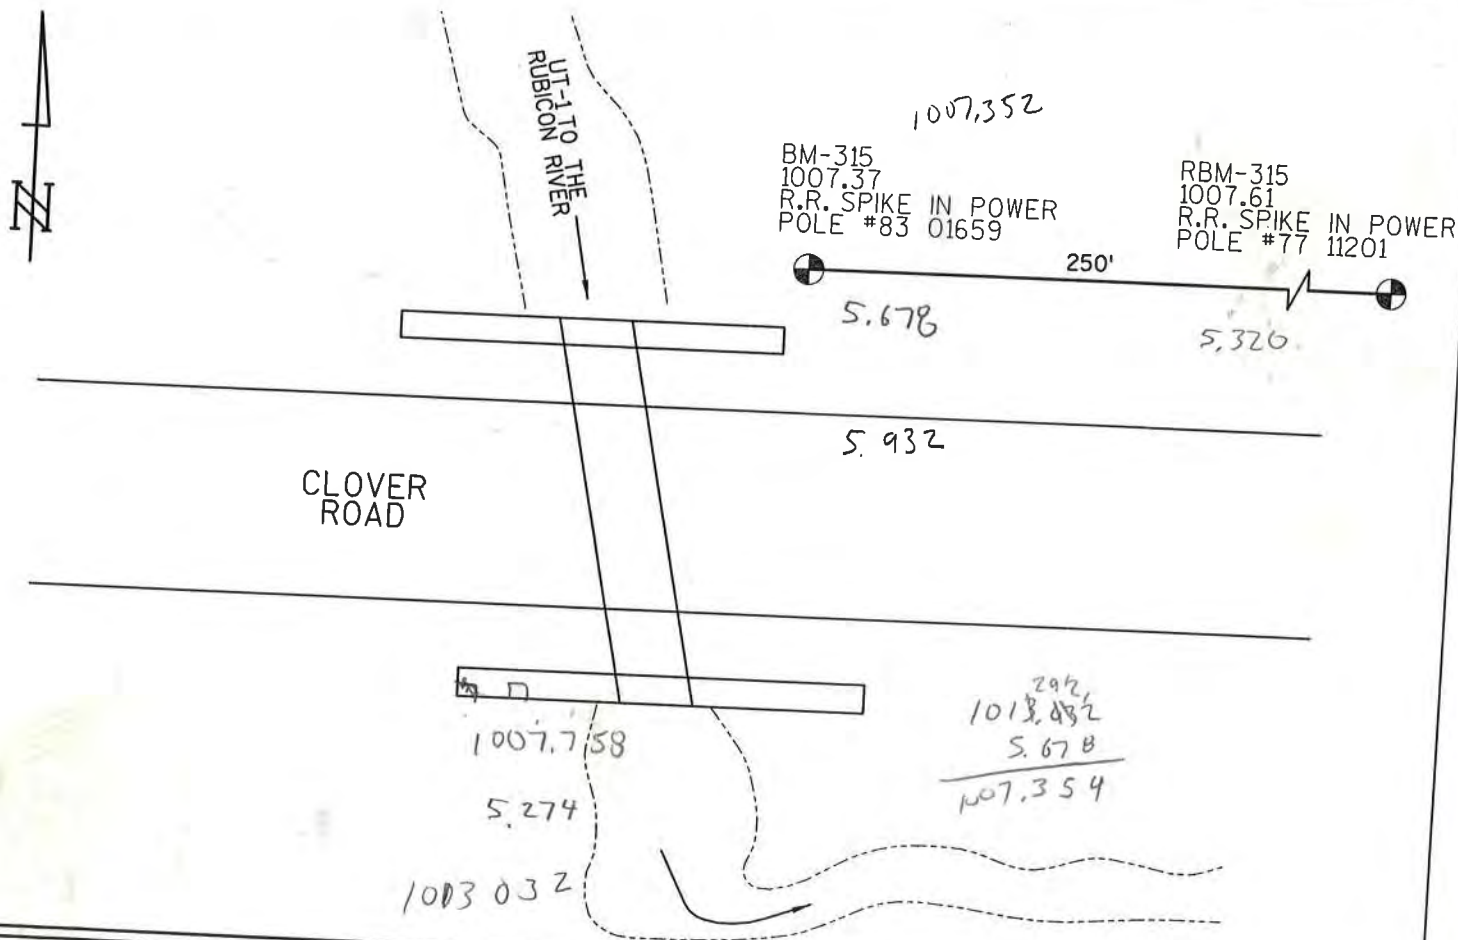 N
UT-1 TO THE
RUBICON RIVER
1007.352
BM-315
1007.37
R.R. SPIKE IN POWER
POLE #83 01659
RBM-315
1007.61
R.R. SPIKE IN POWER
POLE #77 11201
250'
5.678
5.320
5.932
CLOVER
ROAD
1007.758
5.274
1013 032
292
5.678
1007.354